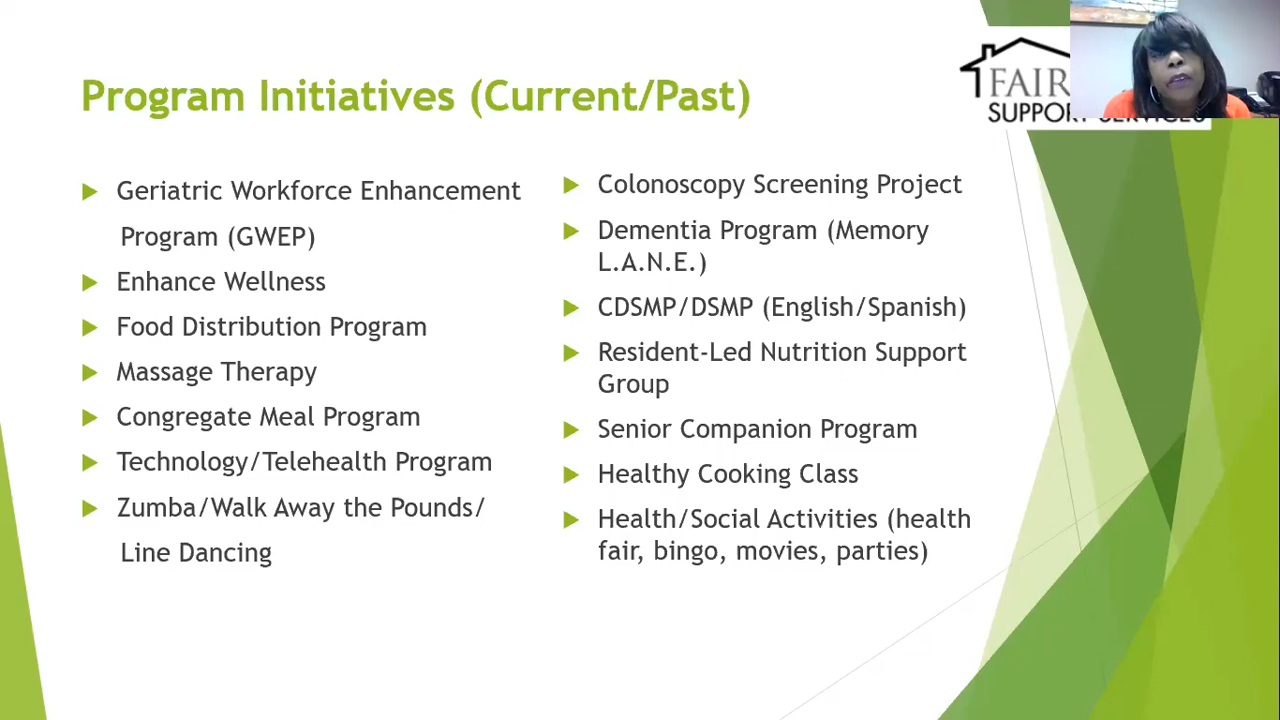 Program Initiatives (Current/Past)
FAIR
SUPPORT SERVICES
Geriatric Workforce Enhancement
Program (GWEP)
Enhance Wellness
Food Distribution Program
Massage Therapy
Congregate Meal Program
Technology/Telehealth Program
Zumba/Walk Away the Pounds/
Line Dancing
Colonoscopy Screening Project
Dementia Program (Memory
L.A.N.E.)
CDSMP/DSMP (English/Spanish)
Resident-Led Nutrition Support
Group
Senior Companion Program
Healthy Cooking Class
Health/Social Activities (health
fair, bingo, movies, parties)